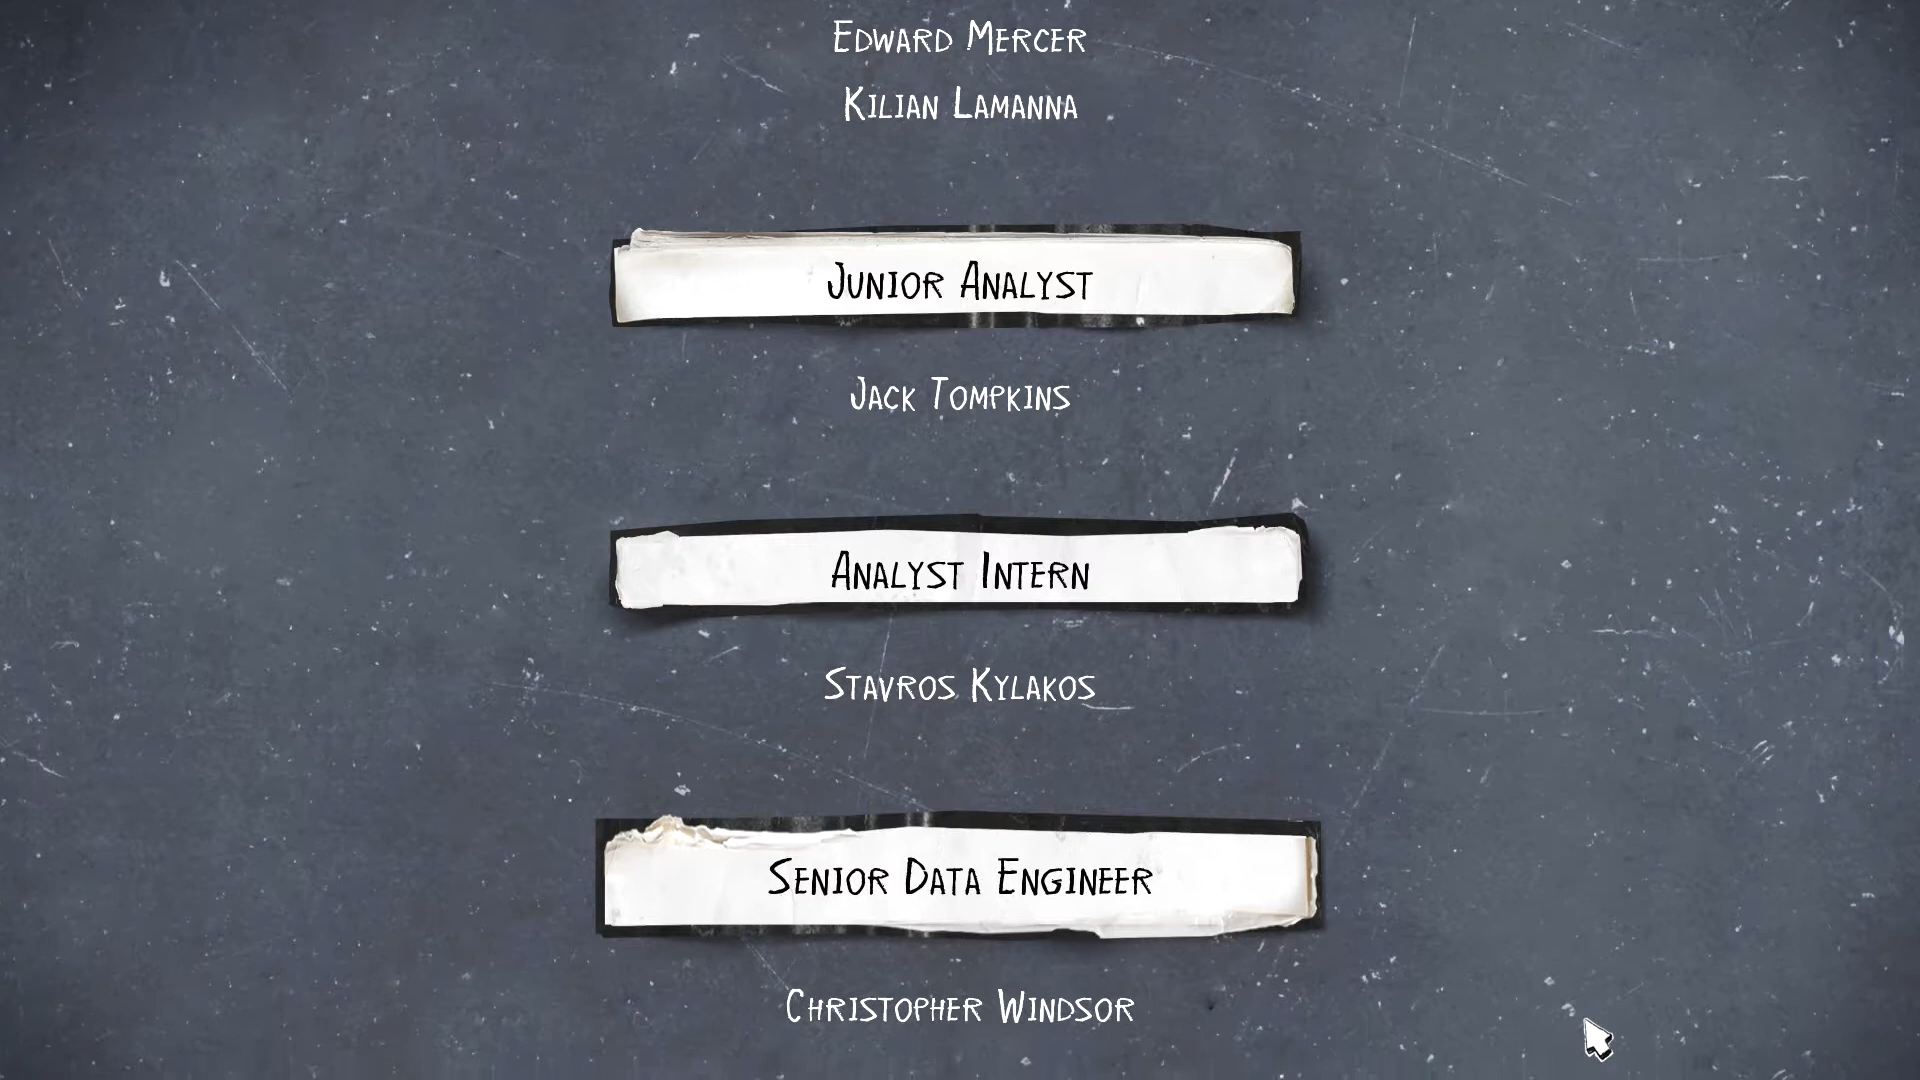 Edward Mercer
Kilian Lamanna
Junior Analyst
Jack Tompkins
Analyst Intern
Stavros Kylakos
Senior Data Engineer
Christopher Windsor